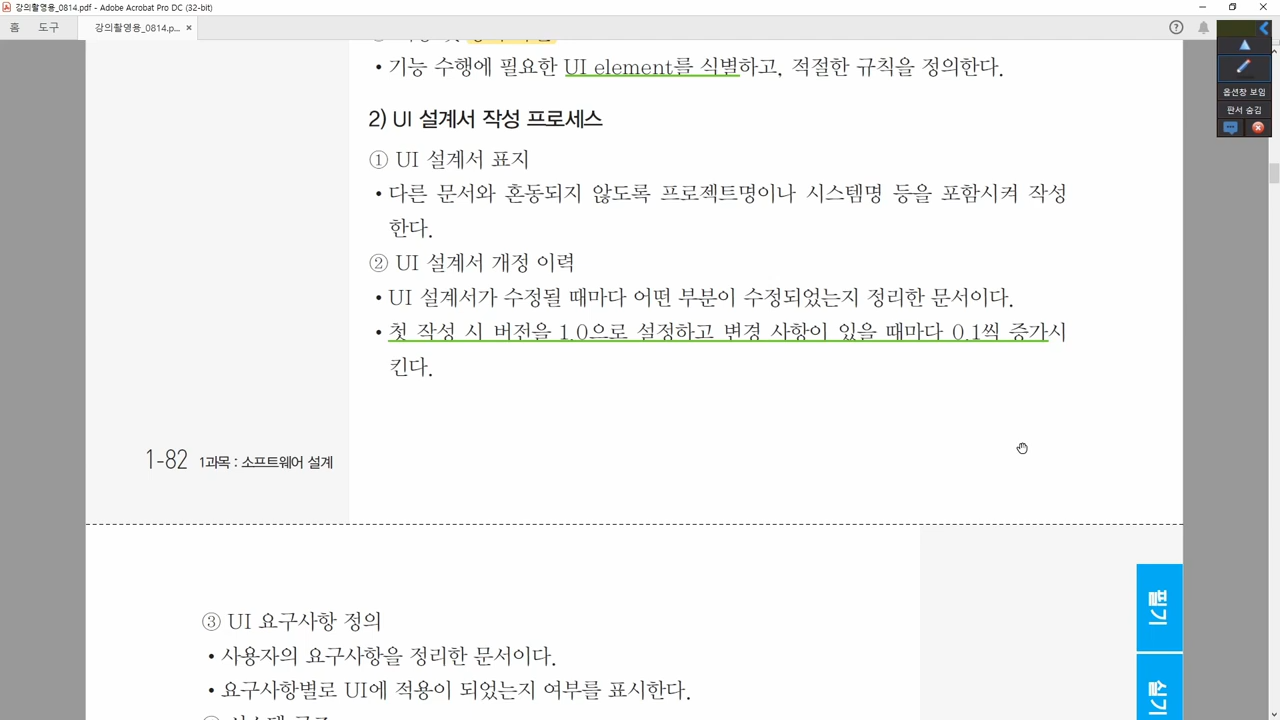 강의촬영용_0814.pdf - Adobe Acrobat Pro DC (32-bit)
홈 도구 강의촬영용_0814.p... ×
• 기능 수행에 필요한 UI element를 식별하고, 적절한 규칙을 정의한다.
옵션창 보임
판서 숨김
2) UI 설계서 작성 프로세스
① UI 설계서 표지
• 다른 문서와 혼동되지 않도록 프로젝트명이나 시스템명 등을 포함시켜 작성
한다.
② UI 설계서 개정 이력
• UI 설계서가 수정될 때마다 어떤 부분이 수정되었는지 정리한 문서이다.
• 첫 작성 시 버전을 1.0으로 설정하고 변경 사항이 있을 때마다 0.1씩 증가시
킨다.
1-82 1과목 : 소프트웨어 설계
③ UI 요구사항 정의
• 사용자의 요구사항을 정리한 문서이다.
• 요구사항별로 UI에 적용이 되었는지 여부를 표시한다.
필기
실기